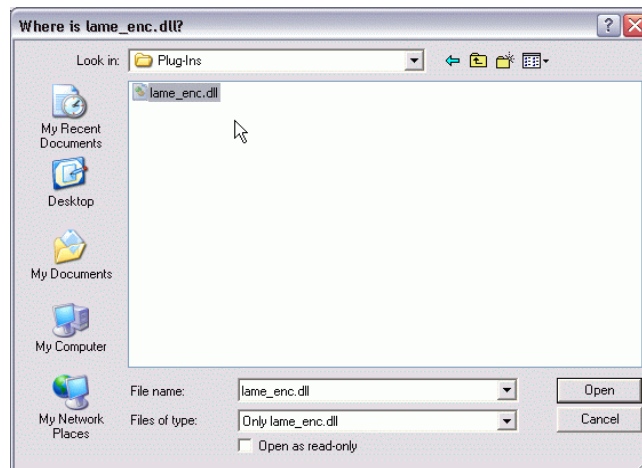 Where is lame_enc.dll?
Look in: Plug-Ins
lame_enc.dll
My Recent
Documents
Desktop
My Documents
My Computer
My Network
Places
File name: lame_enc.dll Open
Files of type: Only lame_enc.dll Cancel
Open as read-only